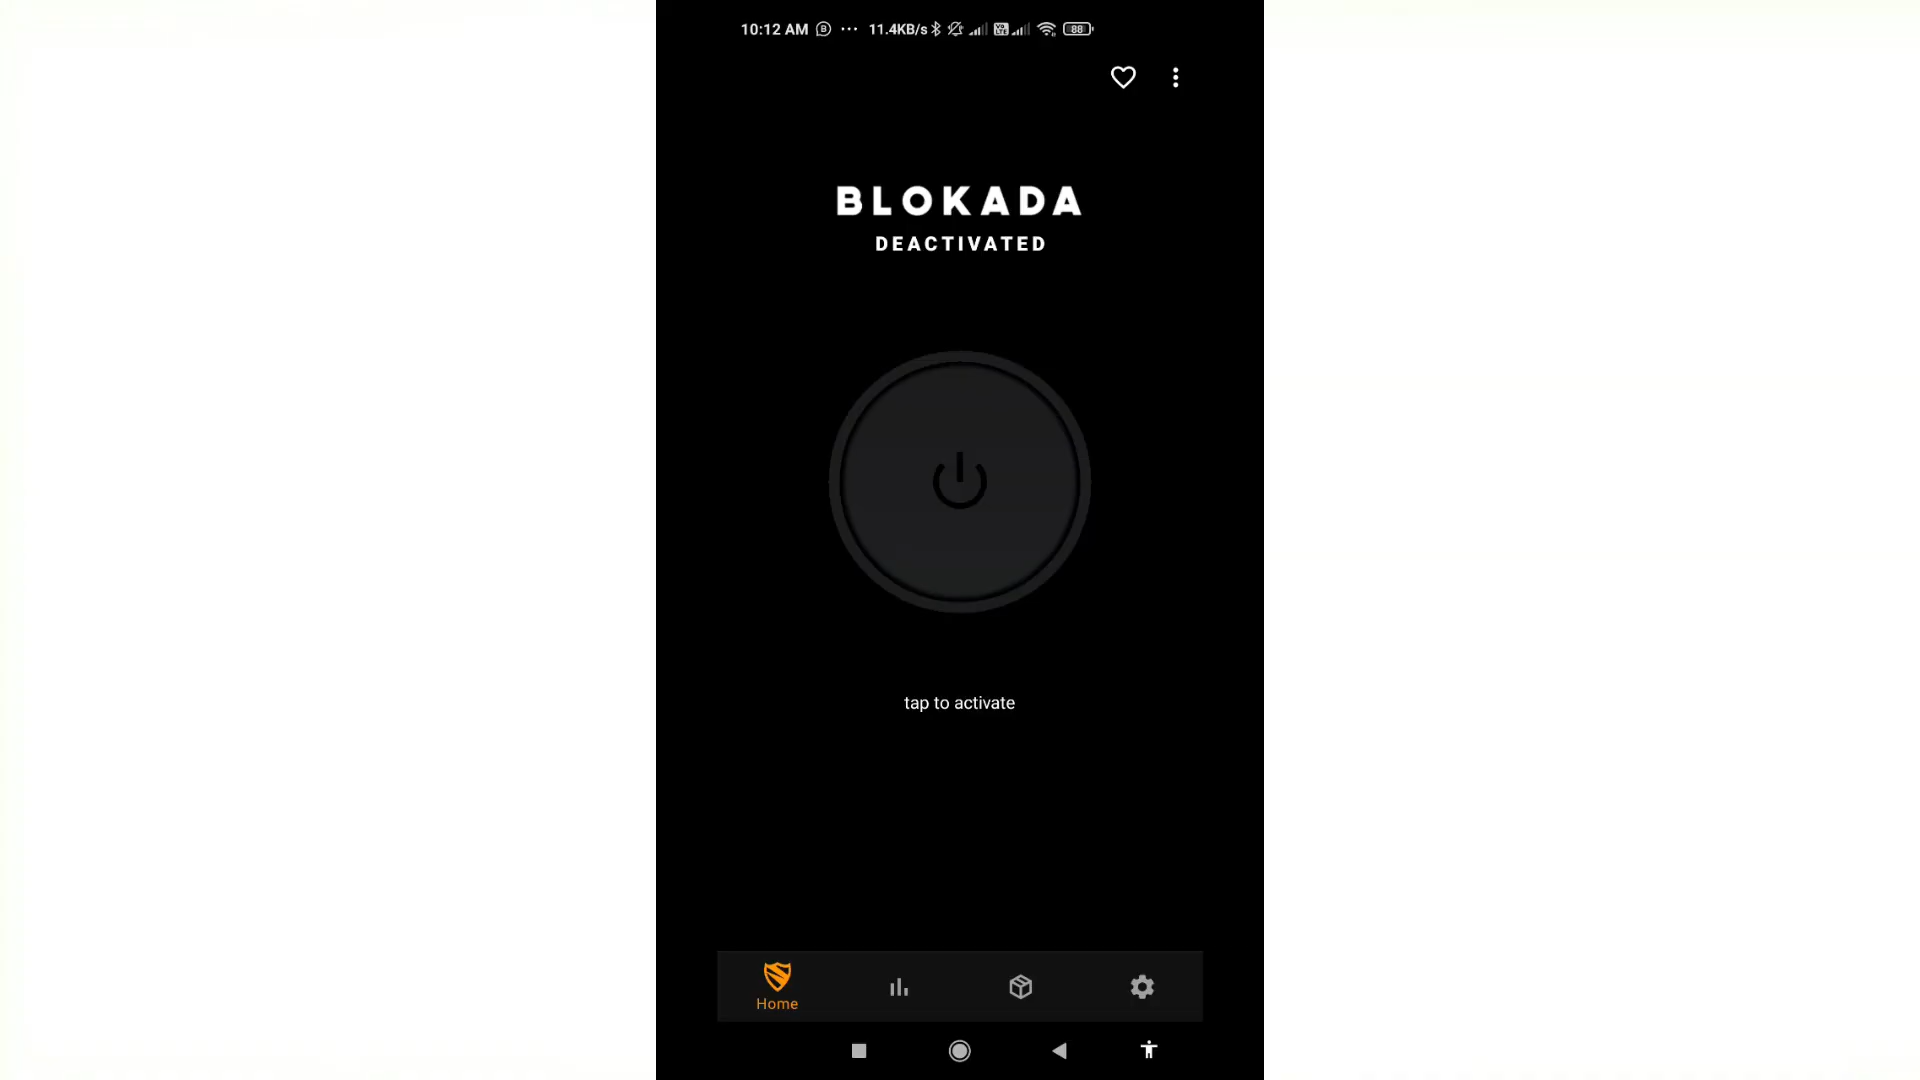 10:12 AM 11.4KB/s 88
BLOKADA
DEACTIVATED
tap to activate
Home